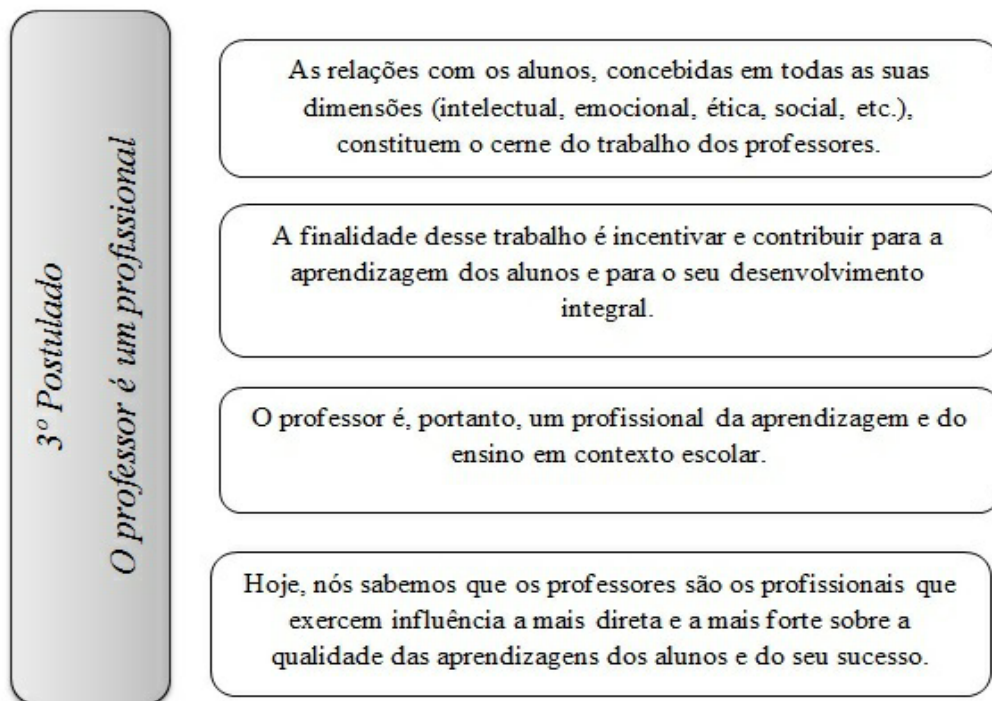 3º Postulado
O professor é um profissional
As relações com os alunos, concebidas em todas as suas
dimensões (intelectual, emocional, ética, social, etc.),
constituem o cerne do trabalho dos professores.
A finalidade desse trabalho é incentivar e contribuir para a
aprendizagem dos alunos e para o seu desenvolvimento
integral.
O professor é, portanto, um profissional da aprendizagem e do
ensino em contexto escolar.
Hoje, nós sabemos que os professores são os profissionais que
exercem influência a mais direta e a mais forte sobre a
qualidade das aprendizagens dos alunos e do seu sucesso.